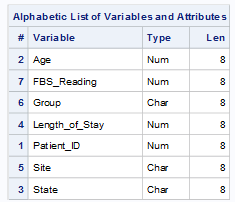 Alphabetic List of Variables and Attributes
# Variable Type Len
2 Age Num 8
7 FBS_Reading Num 8
6 Group Char 8
4 Length_of_Stay Num 8
1 Patient_ID Num 8
5 Site Char 8
3 State Char 8